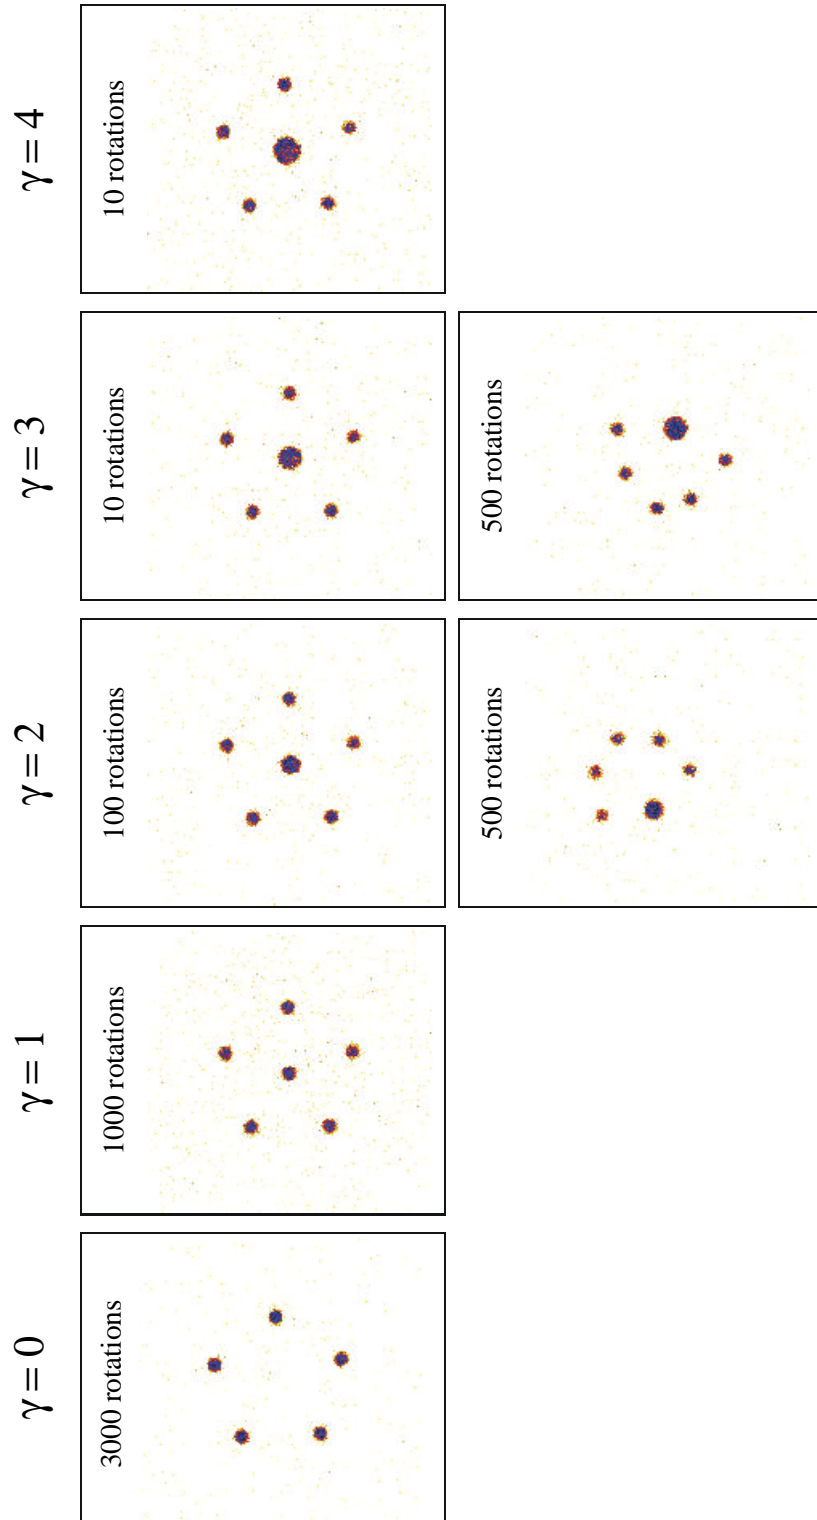 γ = 0
3000 rotations
γ = 1
1000 rotations
γ = 2
100 rotations
500 rotations
γ = 3
10 rotations
500 rotations
γ = 4
10 rotations